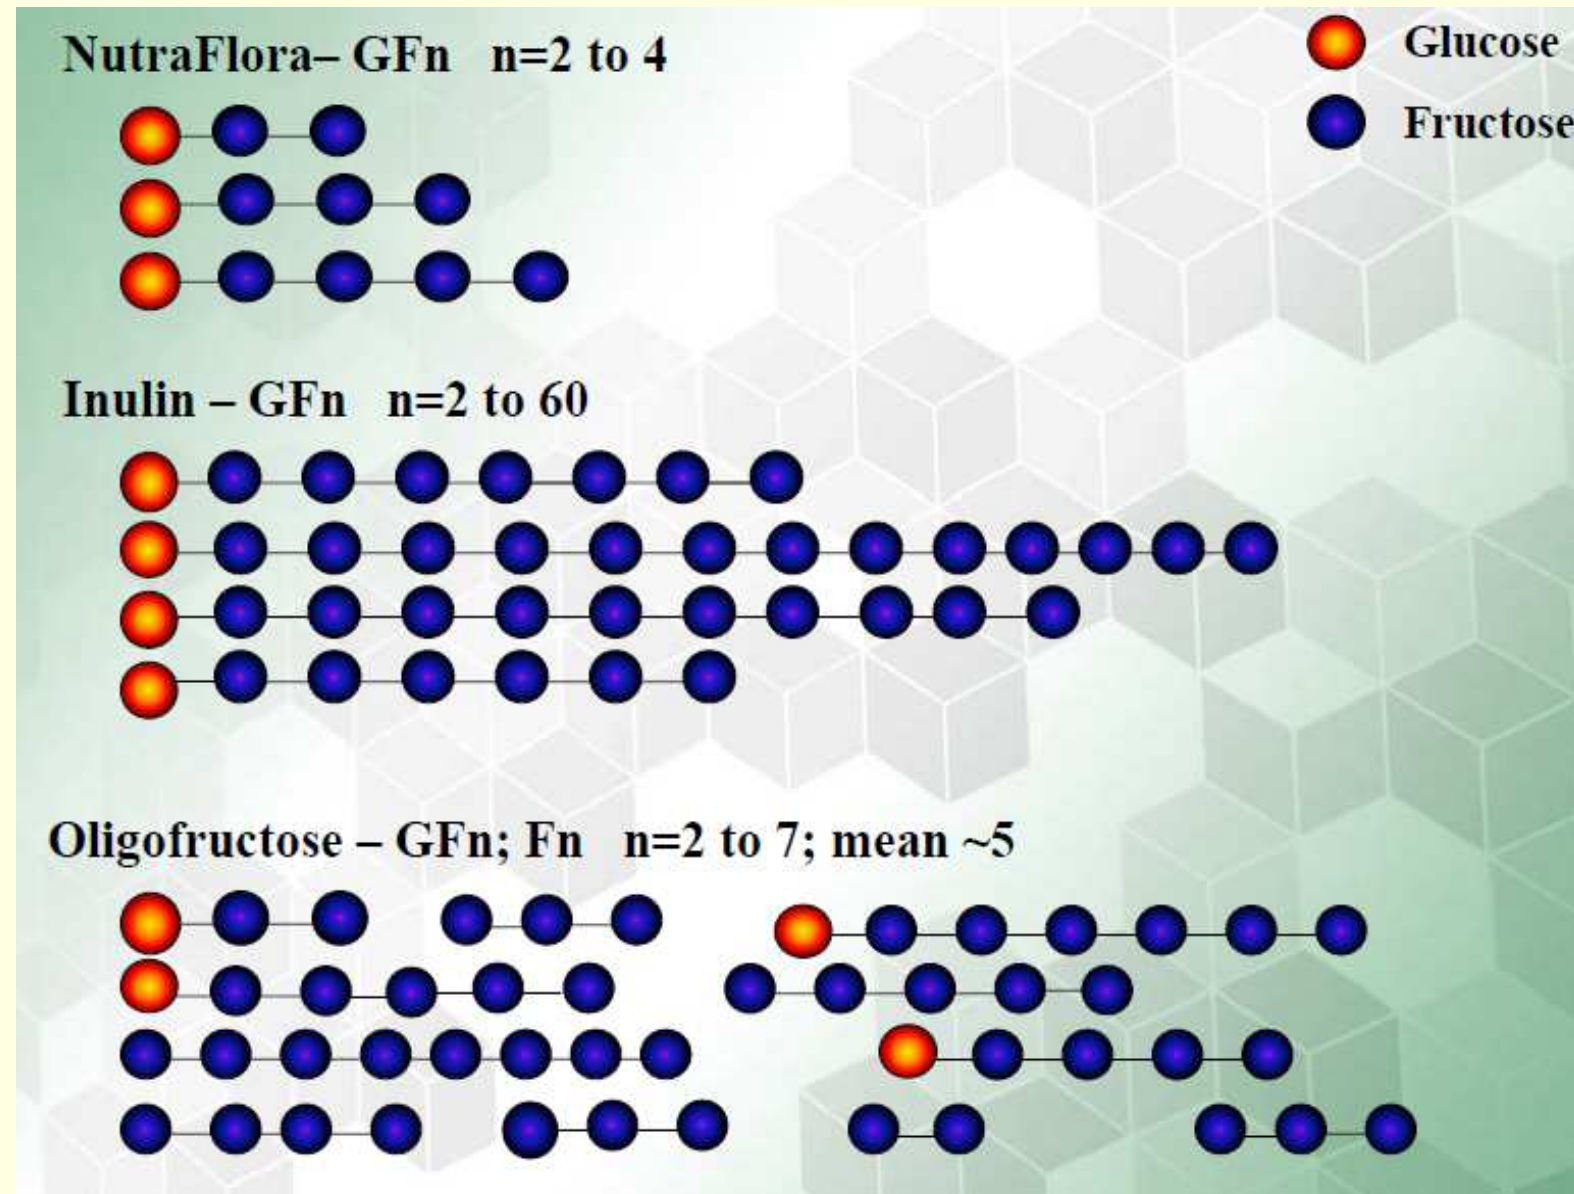 NutraFlora– GFn n=2 to 4
Glucose
Fructose
Inulin – GFn n=2 to 60
Oligofructose – GFn; Fn n=2 to 7; mean ~5